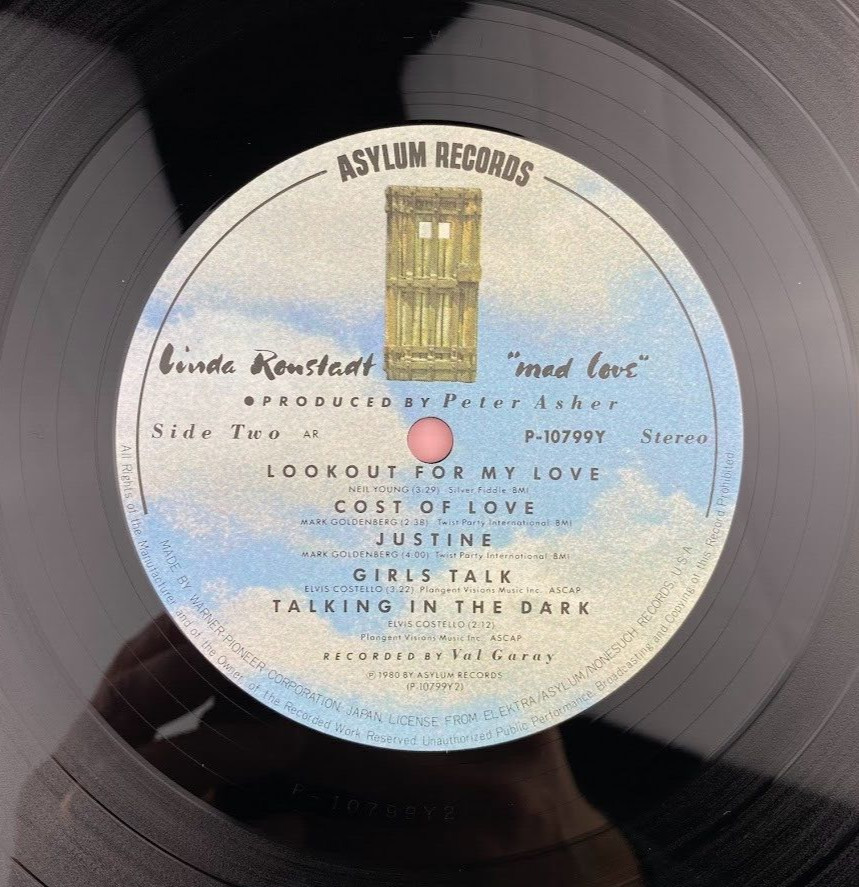 ASYLUM RECORDS
Linda Ronstadt "mad love"
●PRODUCED BY Peter Asher
Side Two AR P-10799Y Stereo
LOOKOUT FOR MY LOVE
NEIL YOUNG (3:29) Silver Fiddle BMI
COST OF LOVE
MARK GOLDENBERG (2:38) Twist Party International BMI
JUSTINE
MARK GOLDENBERG (4:00) Twist Party International BMI
GIRLS TALK
ELVIS COSTELLO (3:22) Plangent Visions Music Inc. ASCAP
TALKING IN THE DARK
ELVIS COSTELLO (2:12)
Plangent Visions Music Inc. ASCAP
RECORDED BY Val Garay
Ⓟ 1980 BY ASYLUM RECORDS
(P-10799Y2)
MADE BY WARNER-PIONEER CORPORATION, JAPAN. LICENSE FROM ELEKTRA/ASYLUM/NONESUCH RECORDS, U.S.A.
All Rights of the Manufacturer and of the Owner of the Recorded Work Reserved. Unauthorized Public Performance, Broadcasting and Copying of this Record Prohibited.
P-10799Y2